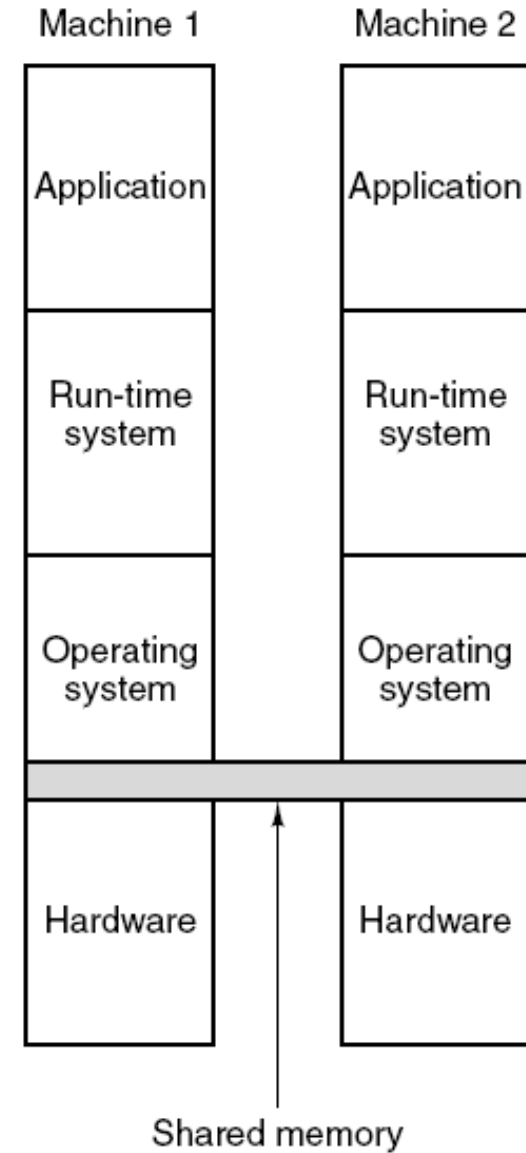 Machine 1
Machine 2
Application
Application
Run-time
system
Run-time
system
Operating
system
Operating
system
Hardware
Hardware
Shared memory